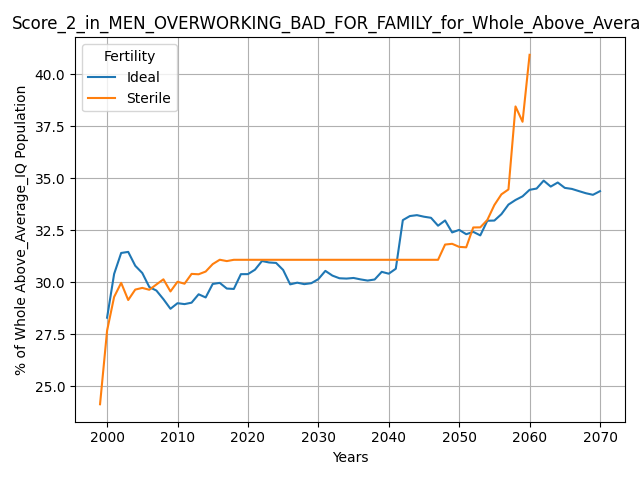 Score_2_in_MEN_OVERWORKING_BAD_FOR_FAMILY_for_Whole_Above_Avera
Fertility
Ideal
Sterile
% of Whole Above_Average_IQ Population
40.0
37.5
35.0
32.5
30.0
27.5
25.0
2000 2010 2020 2030 2040 2050 2060 2070
Years